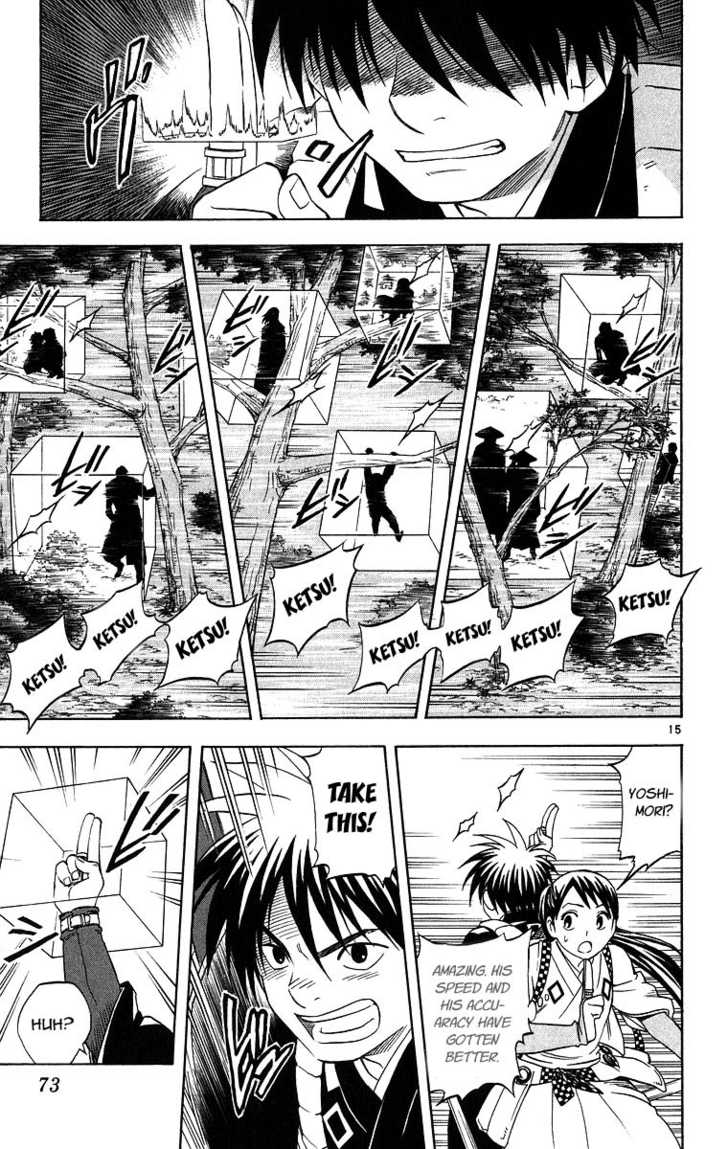 KETSU!
KETSU!
KETSU!
KETSU!
KETSU!
KETSU!
KETSU!
KETSU!
15
YOSHI-
MORI?
AMAZING. HIS
SPEED AND
HIS ACCU-
RACY HAVE
GOTTEN
BETTER.
TAKE
THIS!
HUH?
73